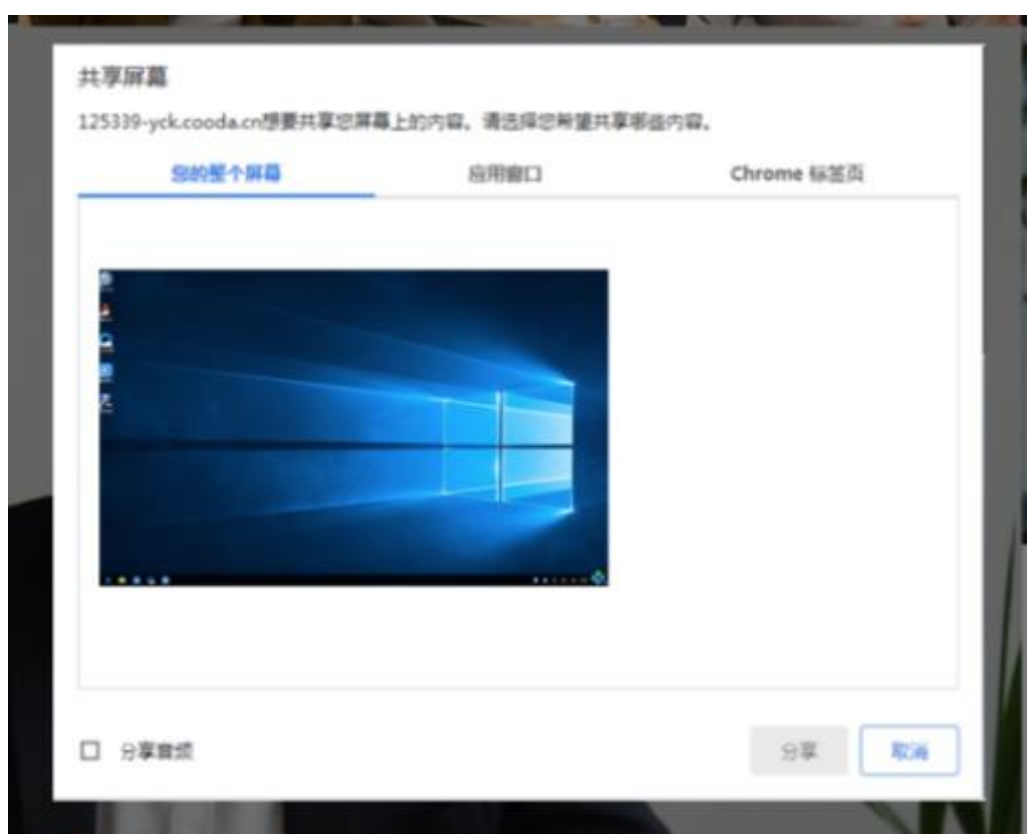 共享屏幕
125339-yck.cooda.cn想要共享您屏幕上的内容。请选择您希望共享哪些内容。
您的整个屏幕
应用窗口
Chrome 标签页
分享音频
分享
取消